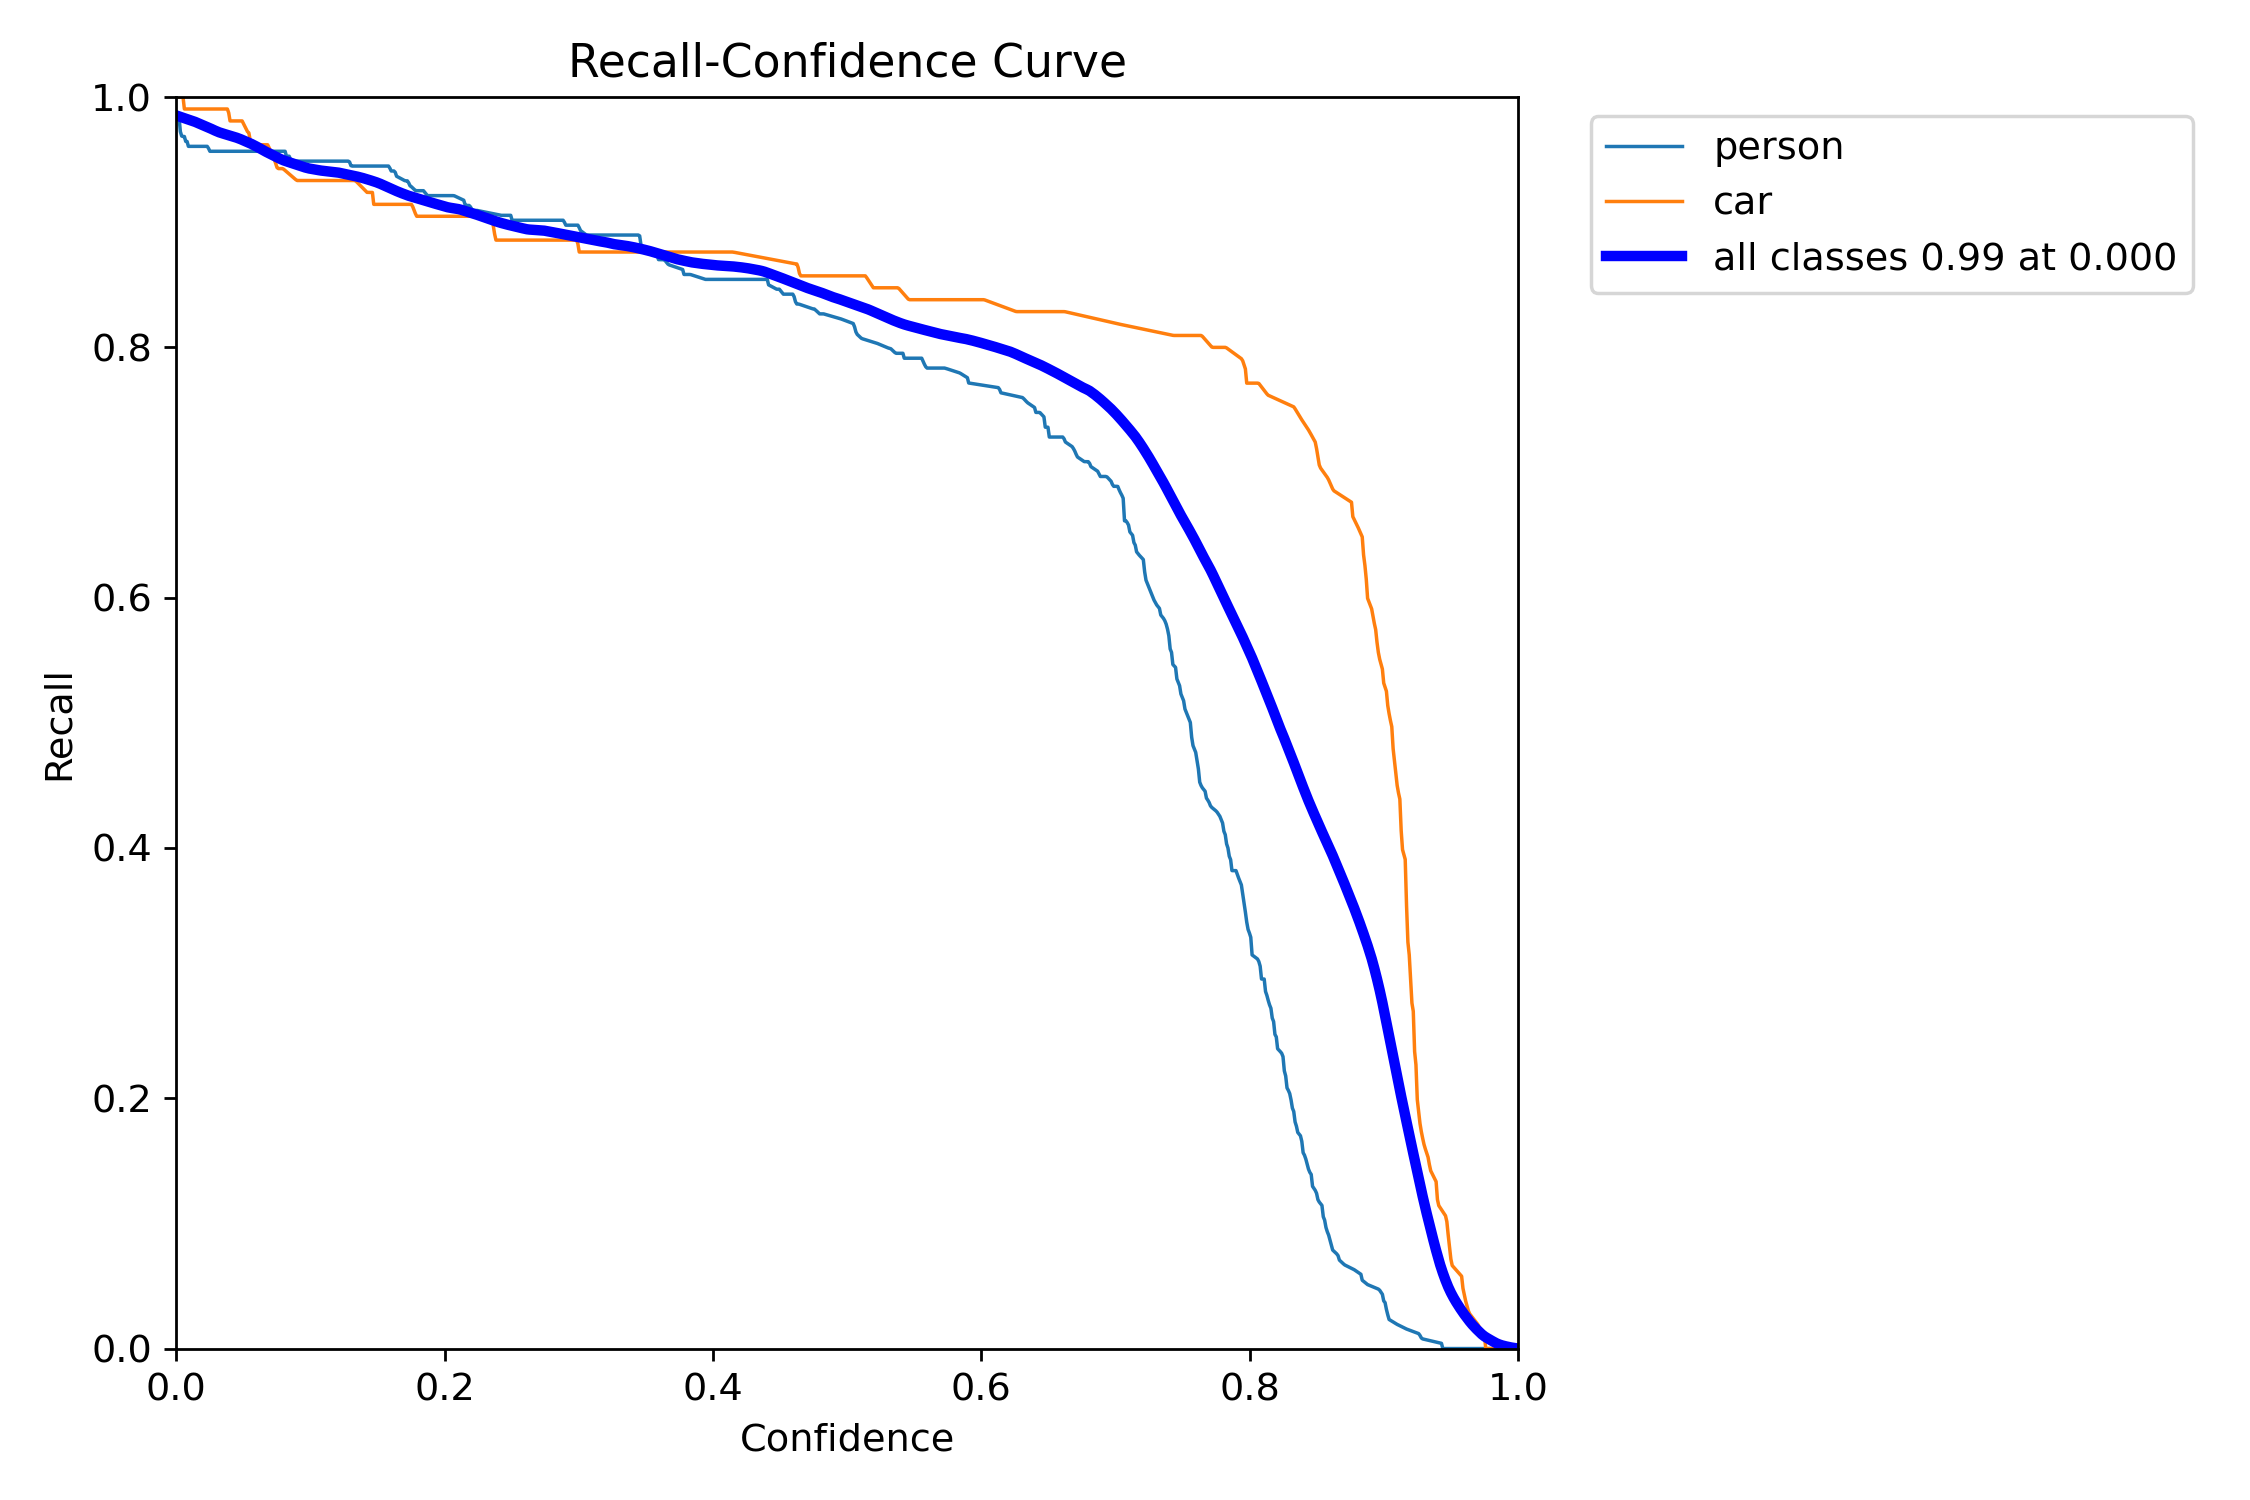 Recall-Confidence Curve
1.0
0.8
0.6
0.4
0.2
0.0
Recall
0.0 0.2 0.4 0.6 0.8 1.0
Confidence
person
car
all classes 0.99 at 0.000